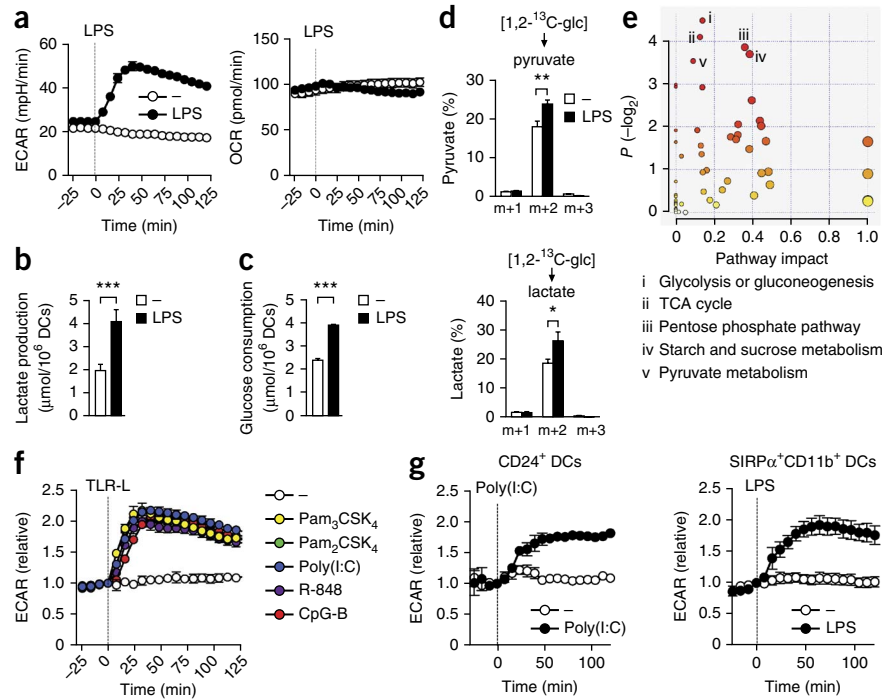 a
LPS
ECAR (mpH/min)
60
40
20
0
–25 0 25 50 75 100 125
Time (min)
–
LPS
LPS
OCR (pmol/min)
150
100
50
0
–25 0 25 50 75 100 125
Time (min)
b
Lactate production
(µmol/10⁶ DCs)
5
4
3
2
1
0
***
–
LPS
c
Glucose consumption
(µmol/10⁶ DCs)
5
4
3
2
1
0
***
–
LPS
d
[1,2-¹³C-glc]
pyruvate
Pyruvate (%)
30
20
10
0
**
–
LPS
m+1 m+2 m+3
[1,2-¹³C-glc]
lactate
Lactate (%)
40
30
20
10
0
*
m+1 m+2 m+3
e
P (–log₂)
4
3
2
1
0
i
ii
iii
iv
v
0 0.2 0.4 0.6 0.8 1.0
Pathway impact
i Glycolysis or gluconeogenesis
ii TCA cycle
iii Pentose phosphate pathway
iv Starch and sucrose metabolism
v Pyruvate metabolism
f
TLR-L
ECAR (relative)
2.5
2.0
1.5
1.0
0.5
0
–25 0 25 50 75 100 125
Time (min)
–
Pam₃CSK₄
Pam₂CSK₄
Poly(I:C)
R-848
CpG-B
g
CD24⁺ DCs
Poly(I:C)
ECAR (relative)
2.5
2.0
1.5
1.0
0.5
0
0 50 100
Time (min)
–
Poly(I:C)
SIRPα⁺CD11b⁺ DCs
LPS
ECAR (relative)
2.5
2.0
1.5
1.0
0.5
0
0 50 100
Time (min)
–
LPS